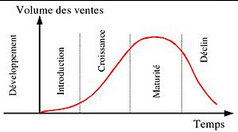 Volume des ventes
Développement
Introduction
Croissance
Maturité
Déclin
Temps